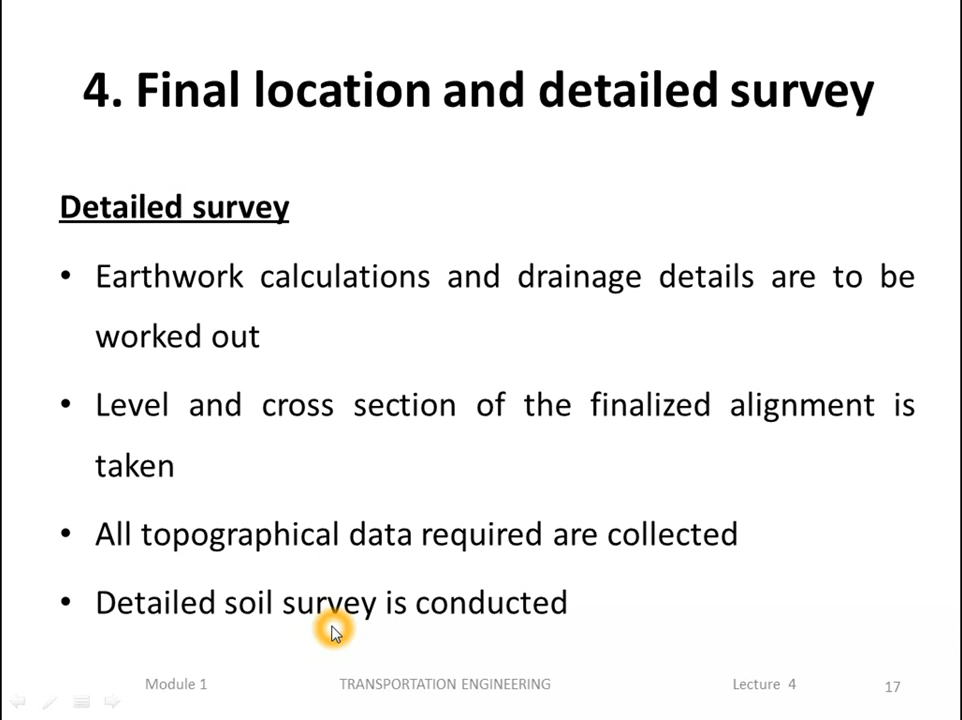 4. Final location and detailed survey
Detailed survey
• Earthwork calculations and drainage details are to be
worked out
• Level and cross section of the finalized alignment is
taken
• All topographical data required are collected
• Detailed soil survey is conducted
Module 1 TRANSPORTATION ENGINEERING Lecture 4 17